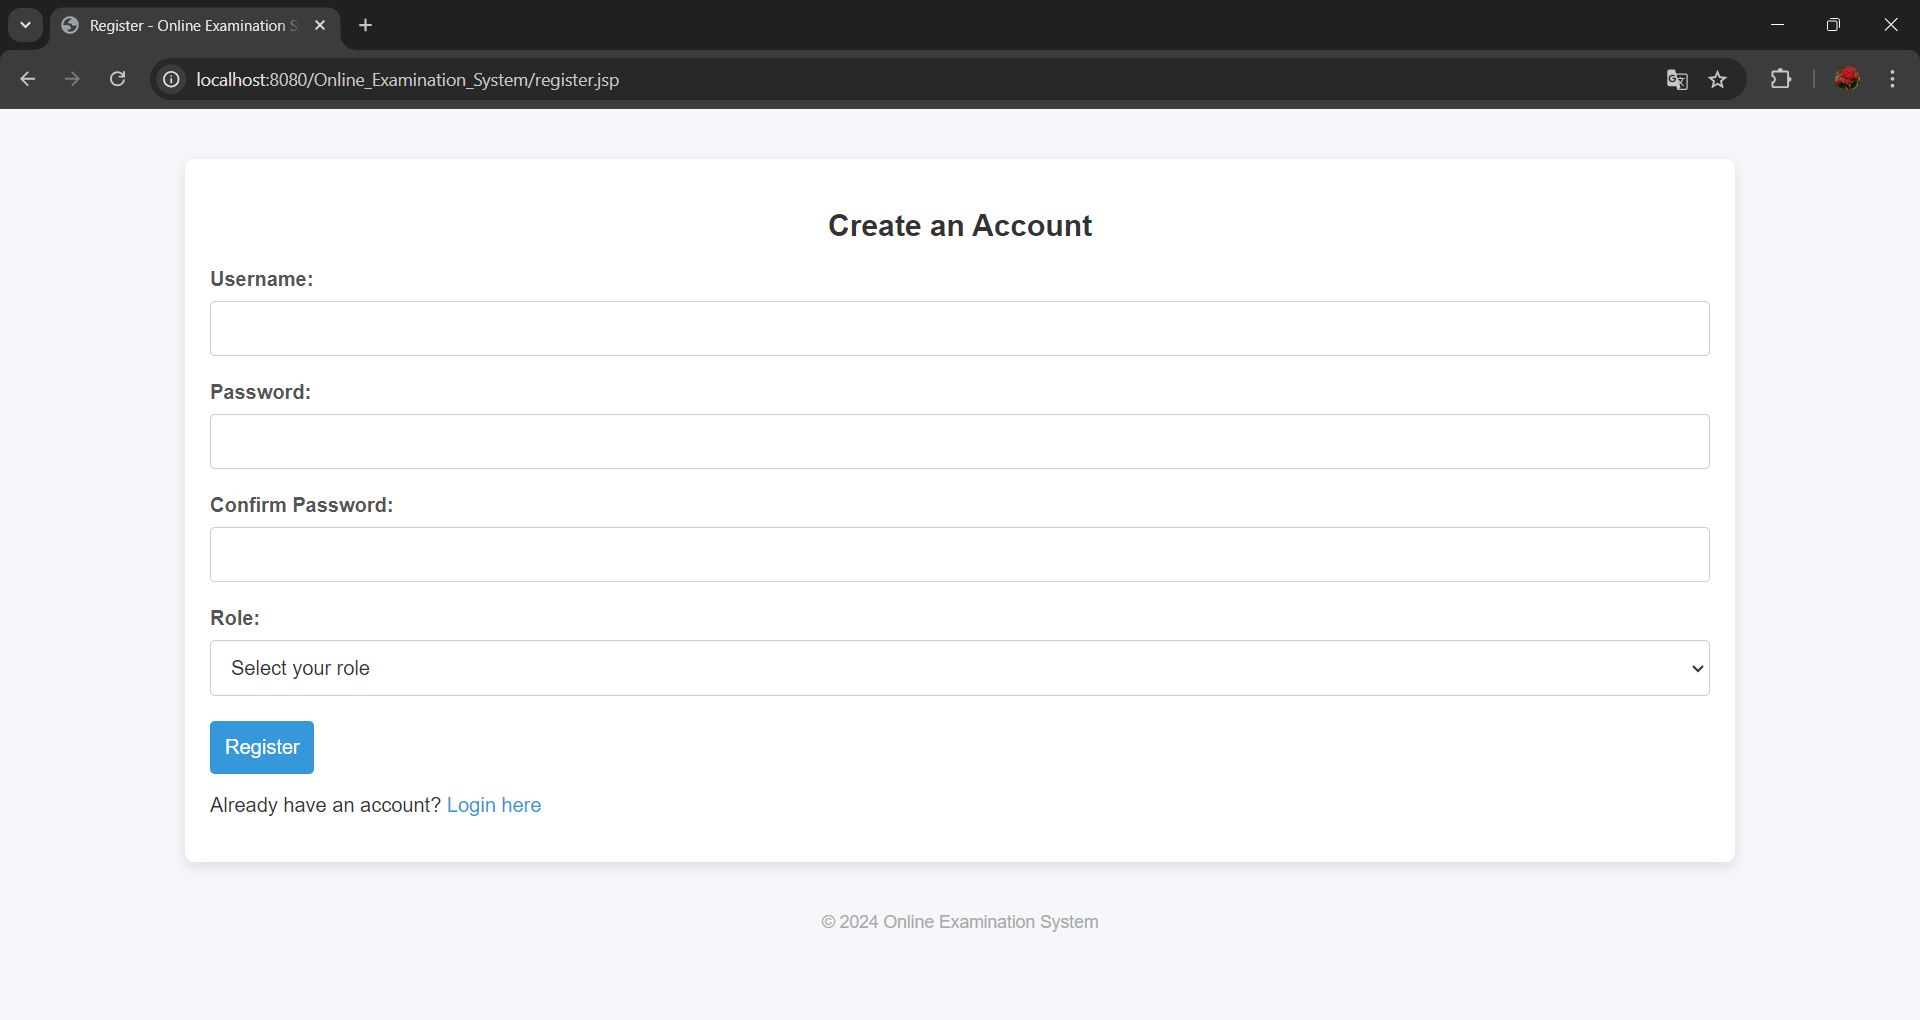 Register - Online Examination
localhost:8080/Online_Examination_System/register.jsp
Create an Account
Username:
Password:
Confirm Password:
Role:
Select your role
Register
Already have an account? Login here
© 2024 Online Examination System